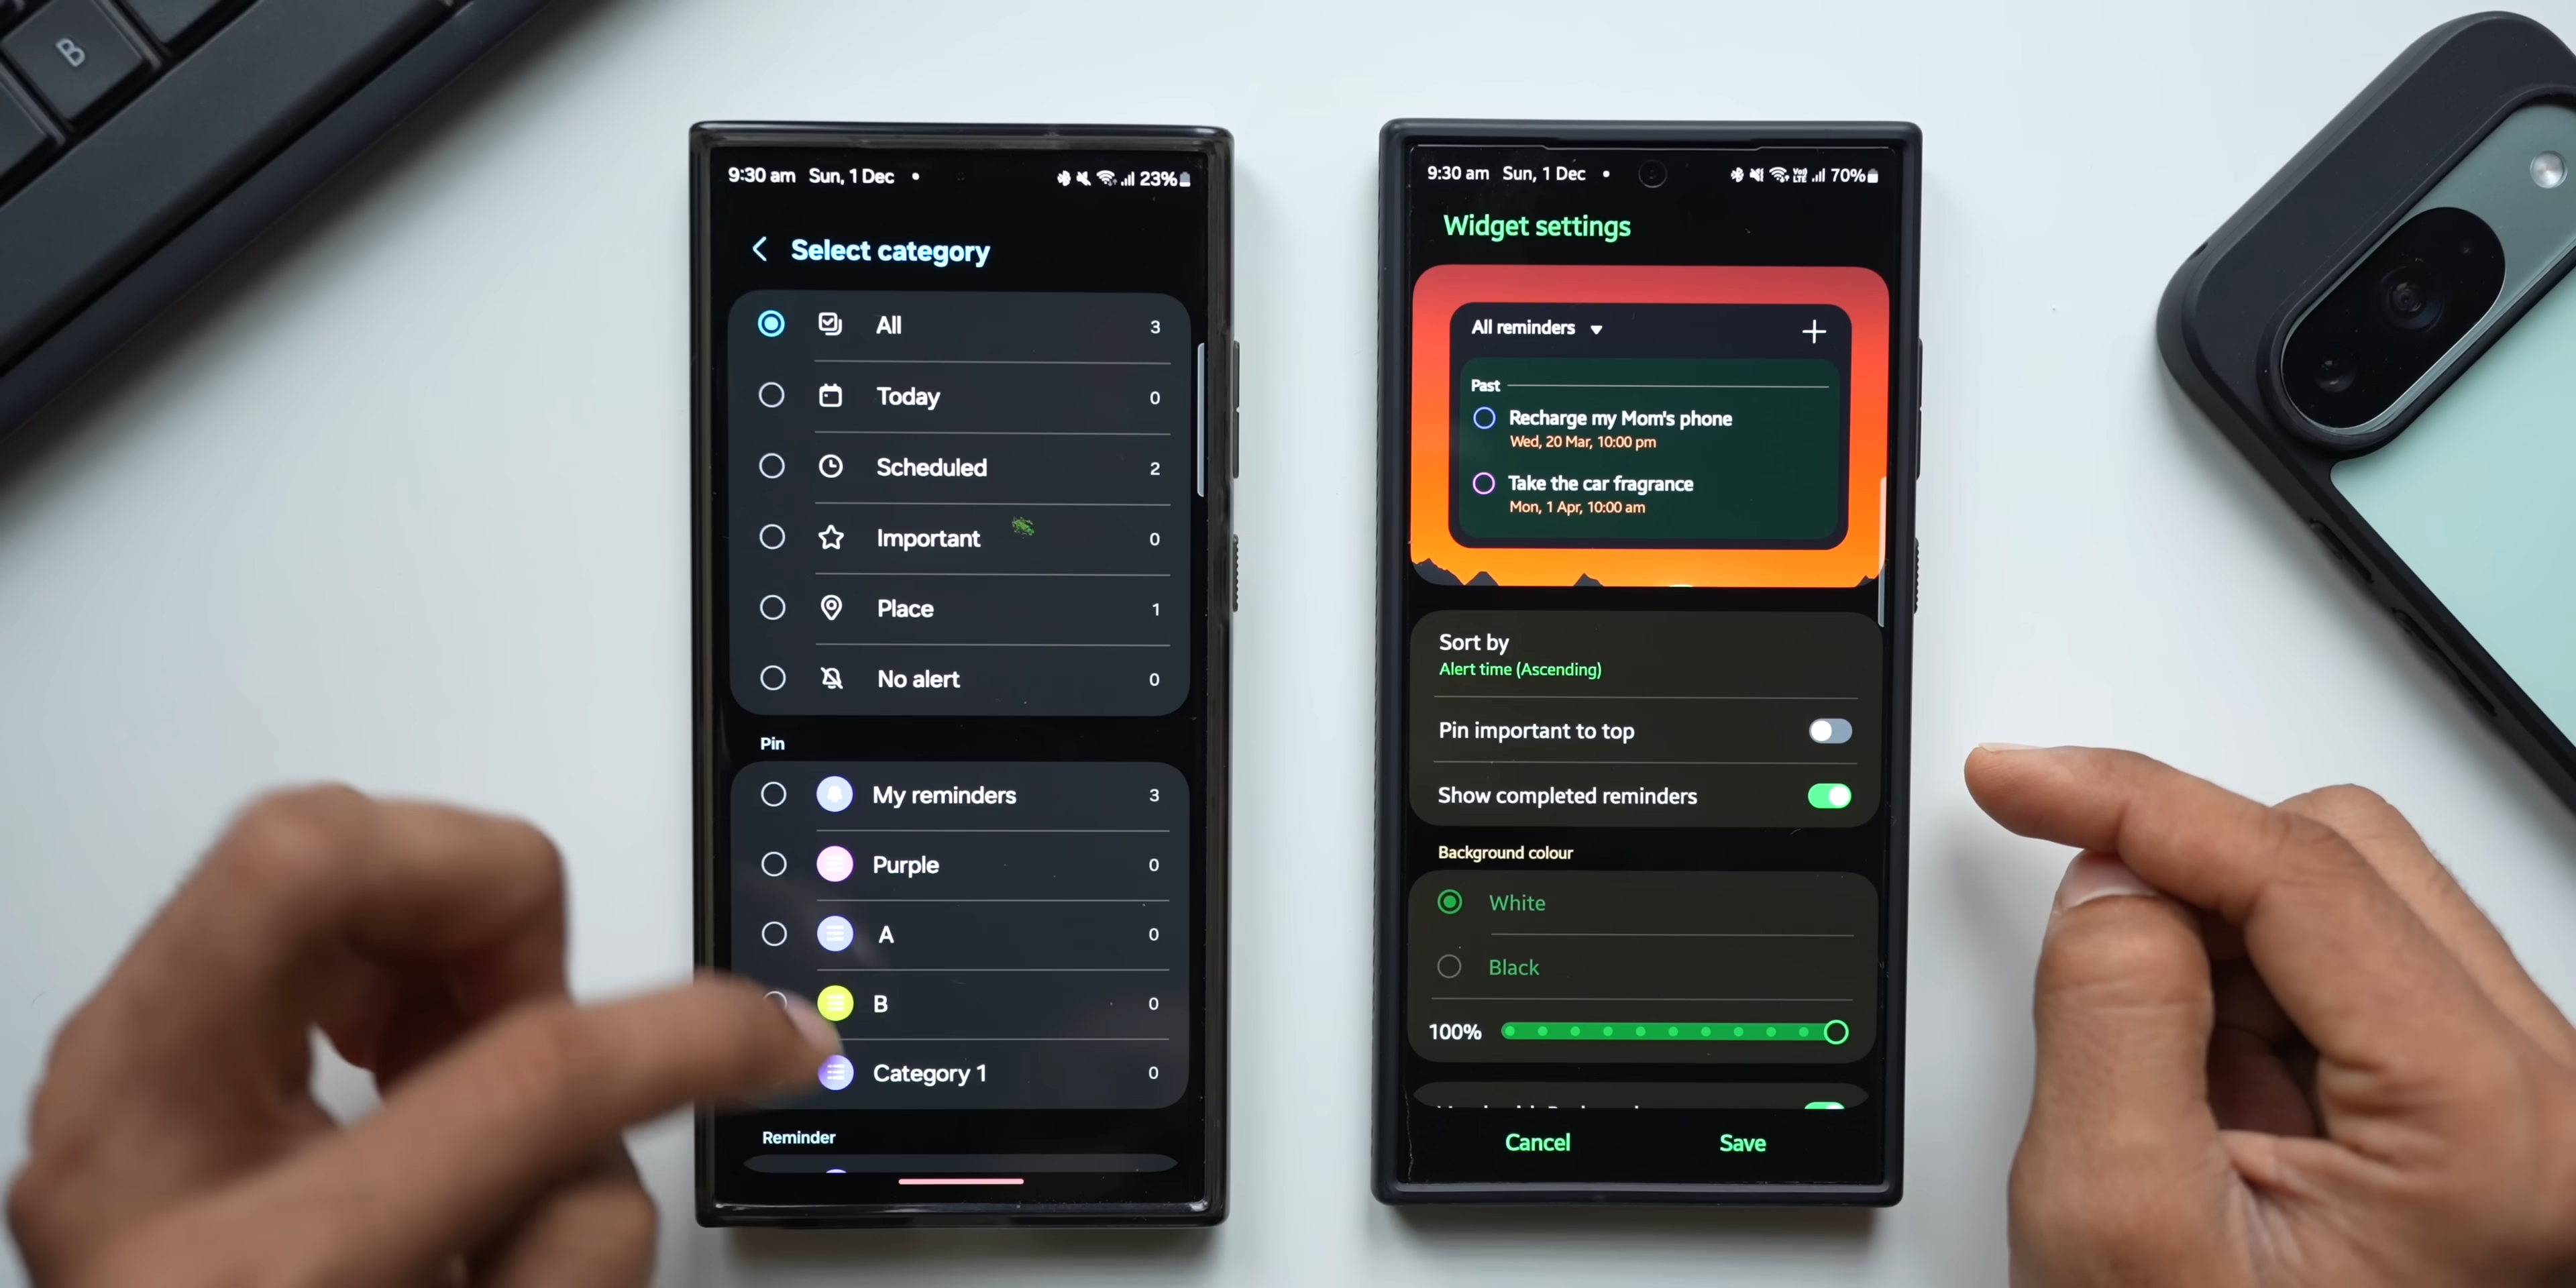 B
9:30 am Sun, 1 Dec
23%
Select category
All 3
Today 0
Scheduled 2
Important 0
Place 1
No alert 0
Pin
My reminders 3
Purple 0
A 0
B 0
Category 1 0
Reminder
9:30 am Sun, 1 Dec
70%
Widget settings
All reminders
Past
Recharge my Mom's phone
Wed, 20 Mar, 10:00 pm
Take the car fragrance
Mon, 1 Apr, 10:00 am
Sort by
Alert time (Ascending)
Pin important to top
Show completed reminders
Background colour
White
Black
100%
Cancel Save